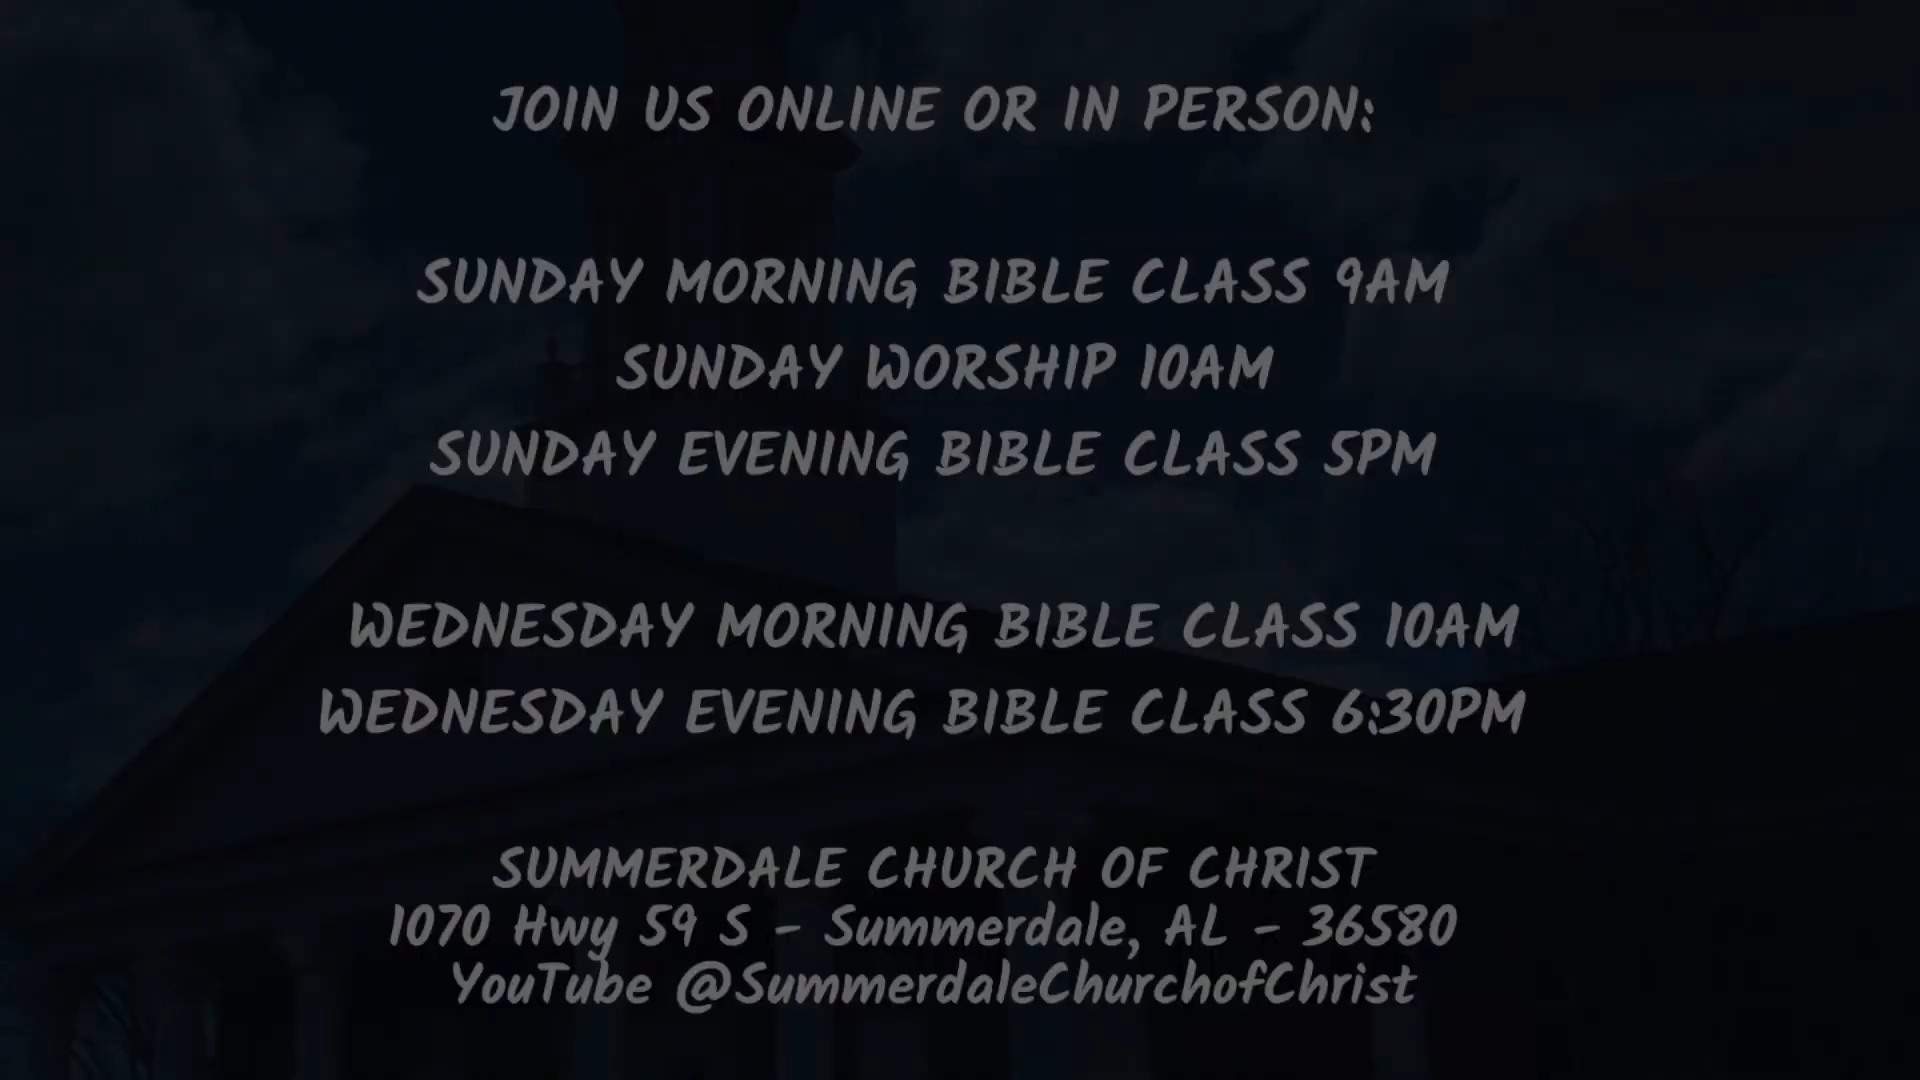 JOIN US ONLINE OR IN PERSON:
SUNDAY MORNING BIBLE CLASS 9AM
SUNDAY WORSHIP 10AM
SUNDAY EVENING BIBLE CLASS 5PM
WEDNESDAY MORNING BIBLE CLASS 10AM
WEDNESDAY EVENING BIBLE CLASS 6:30PM
SUMMERDALE CHURCH OF CHRIST
1070 Hwy 59 S - Summerdale, AL - 36580
YouTube @SummerdaleChurchofChrist